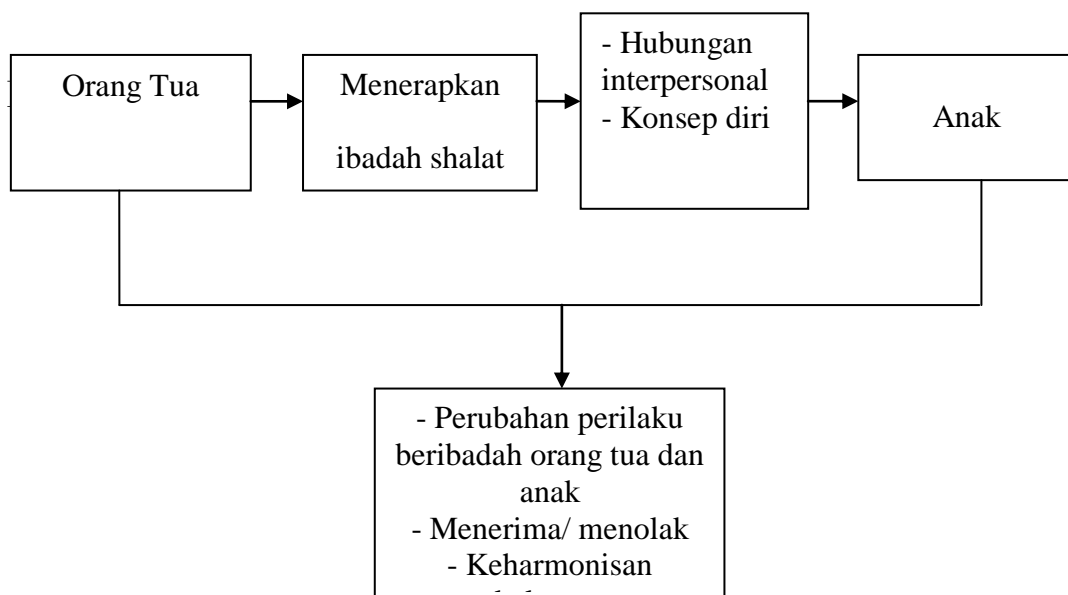 Orang Tua
Menerapkan
ibadah shalat
- Hubungan
interpersonal
- Konsep diri
Anak
- Perubahan perilaku
beribadah orang tua dan
anak
- Menerima/ menolak
- Keharmonisan